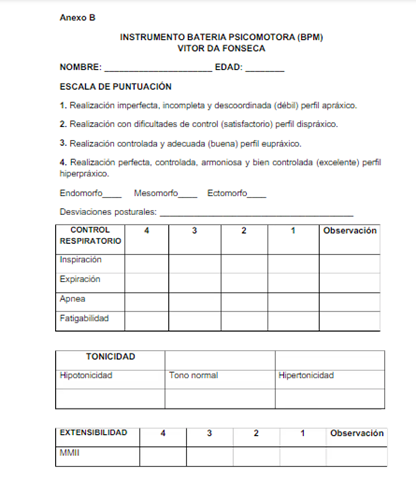 Anexo B
INSTRUMENTO BATERIA PSICOMOTORA (BPM)
VITOR DA FONSECA
NOMBRE: ______________________ EDAD: ________
ESCALA DE PUNTUACIÓN
1. Realización imperfecta, incompleta y descoordinada (débil) perfil apráxico.
2. Realización con dificultades de control (satisfactorio) perfil dispráxico.
3. Realización controlada y adecuada (buena) perfil eupráxico.
4. Realización perfecta, controlada, armoniosa y bien controlada (excelente) perfil
hiperpráxico.
Endomorfo____ Mesomorfo____ Ectomorfo____
Desviaciones posturales: ________________________________________
CONTROL RESPIRATORIO 4 3 2 1 Observación
Inspiración
Expiración
Apnea
Fatigabilidad
TONICIDAD
Hipotonicidad Tono normal Hipertonicidad
EXTENSIBILIDAD 4 3 2 1 Observación
MMII